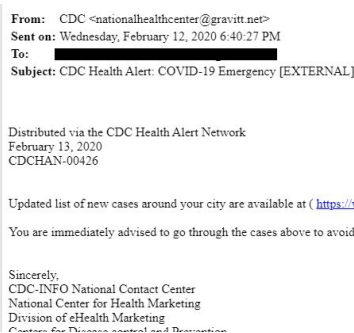 From: CDC <nationalhealthcenter@gravitt.net>
Sent on: Wednesday, February 12, 2020 6:40:27 PM
To:
Subject: CDC Health Alert: COVID-19 Emergency [EXTERNAL]
Distributed via the CDC Health Alert Network
February 13, 2020
CDCHAN-00426
Updated list of new cases around your city are available at ( https://
You are immediately advised to go through the cases above to avoid
Sincerely,
CDC-INFO National Contact Center
National Center for Health Marketing
Division of eHealth Marketing
Centers for Disease control and Prevention